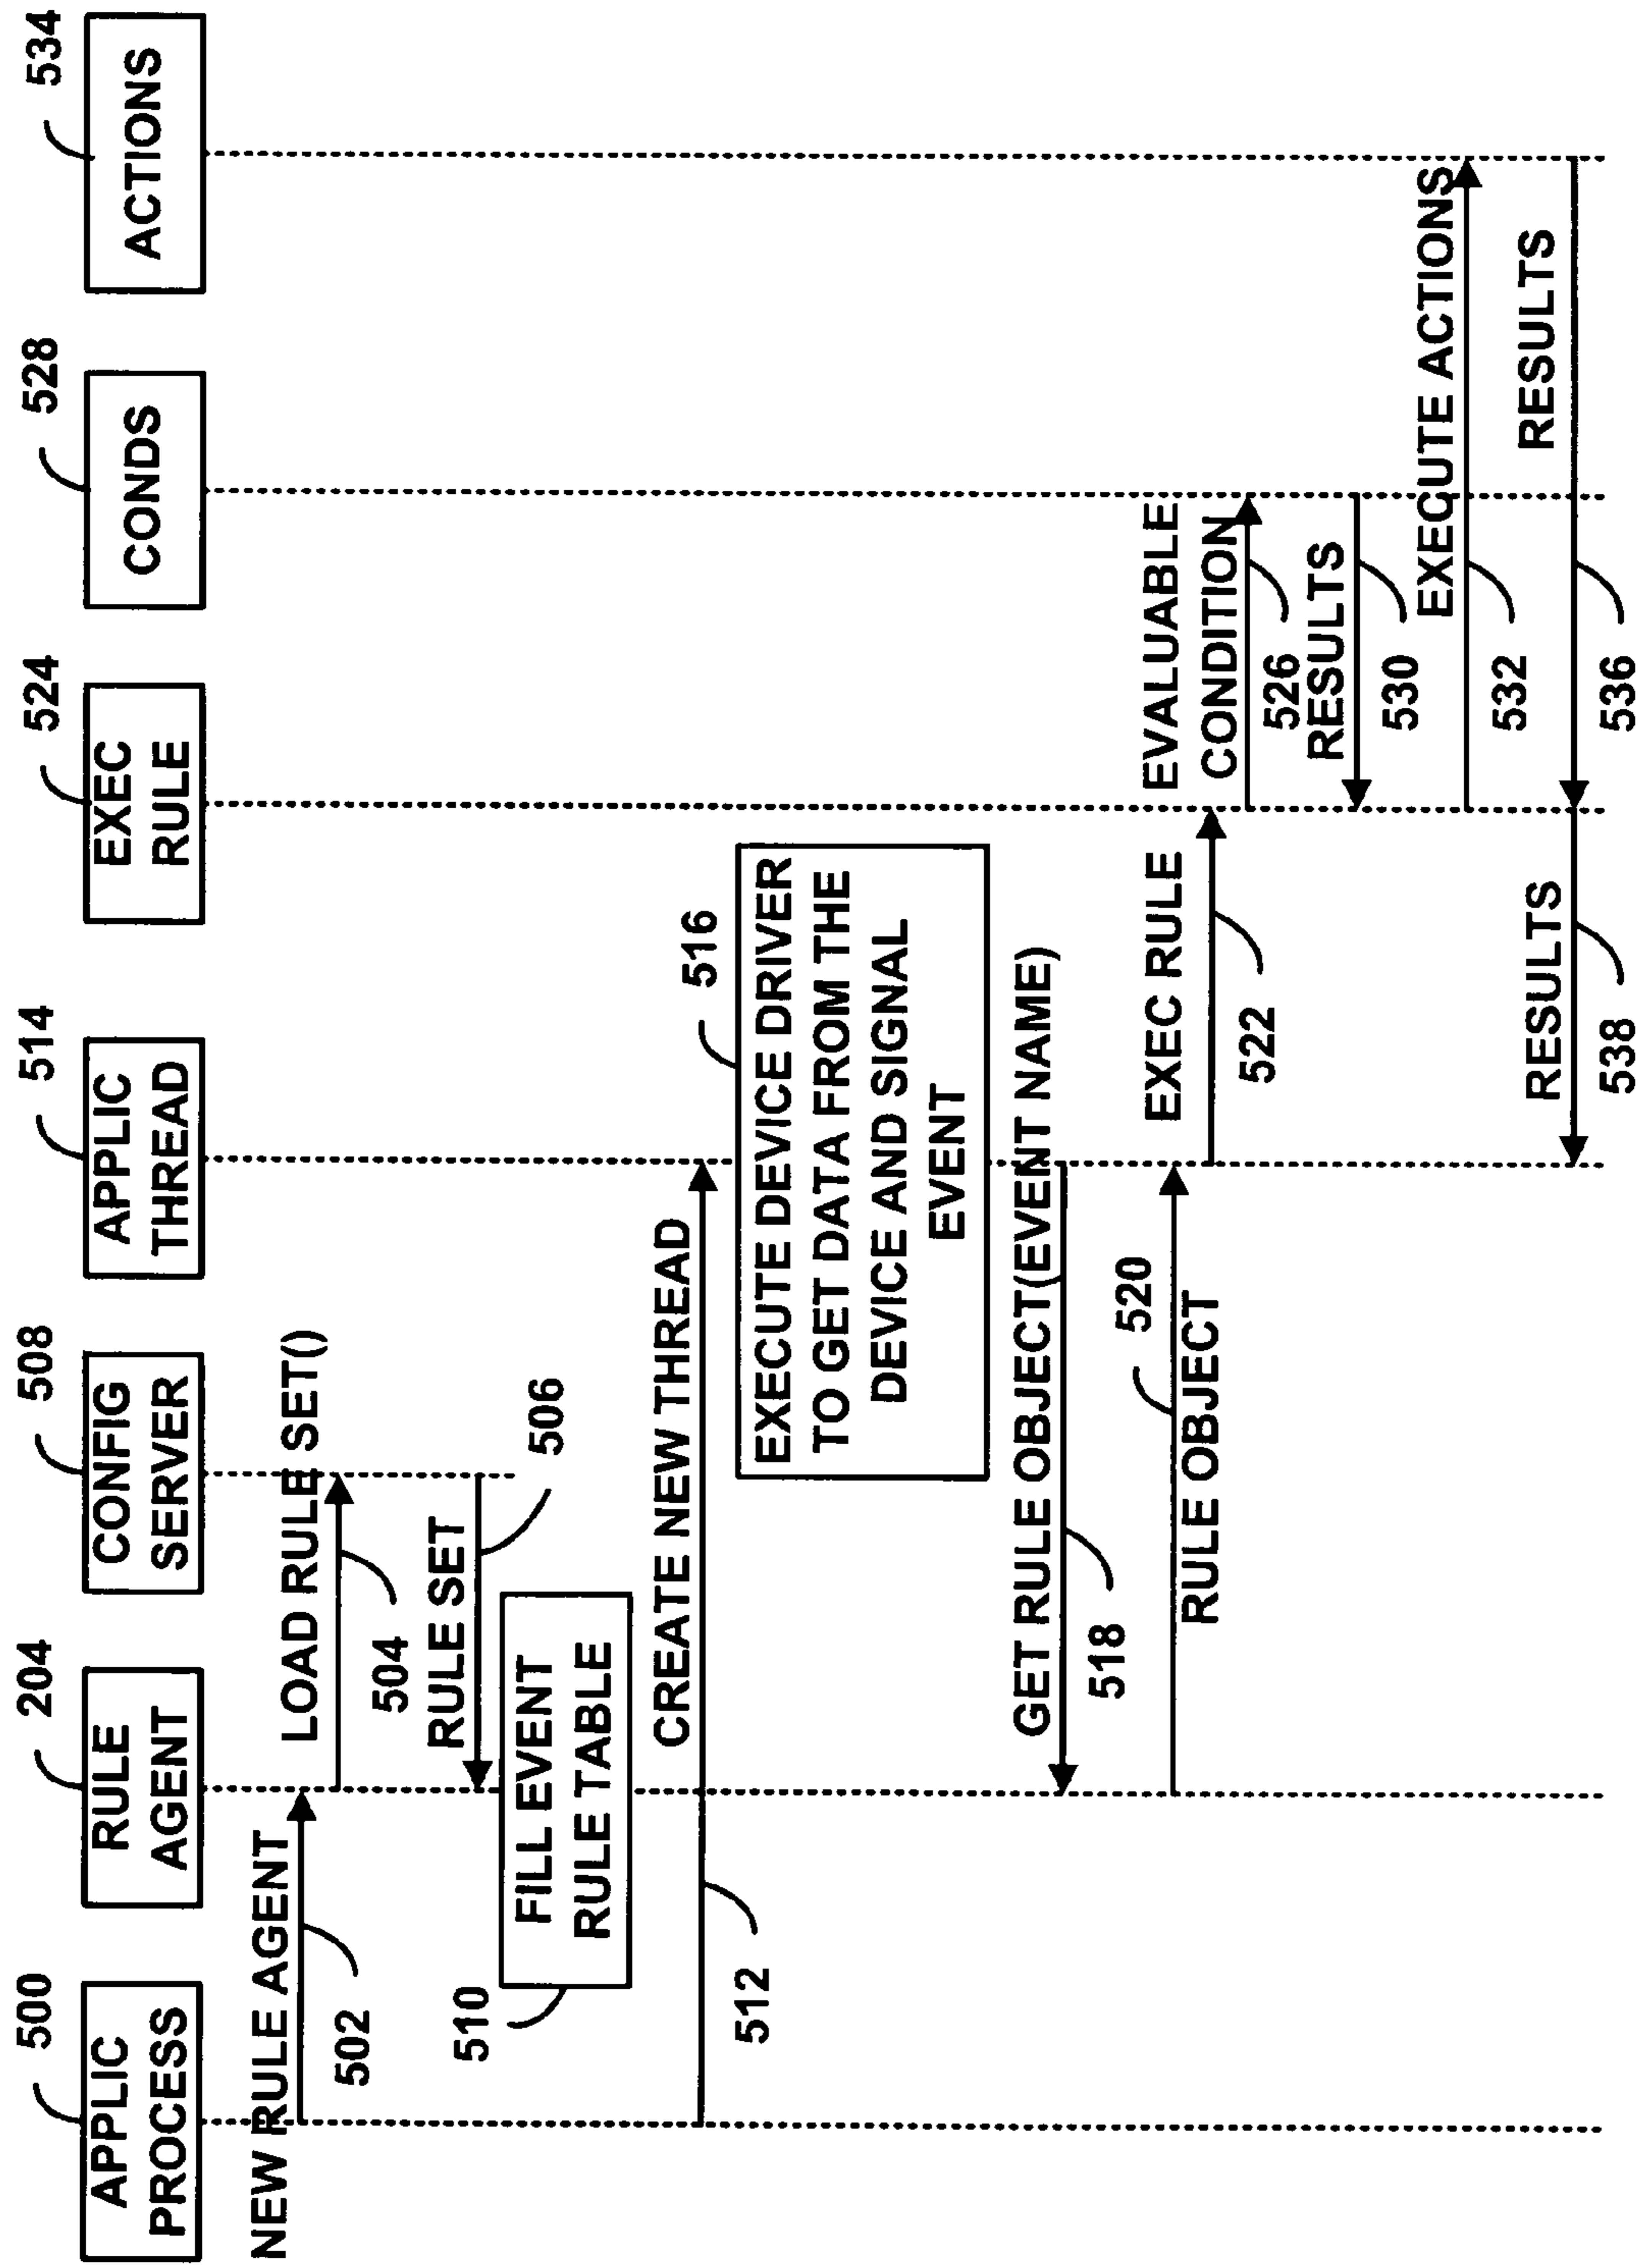 500
204
508
514
524
528
534
APPLIC
PROCESS
RULE
AGENT
CONFIG
SERVER
APPLIC
THREAD
EXEC
RULE
CONDS
ACTIONS
NEW RULE AGENT
502
LOAD RULE SET()
504
RULE SET
506
510
FILL EVENT
RULE TABLE
CREATE NEW THREAD
512
516
EXECUTE DEVICE DRIVER
TO GET DATA FROM THE
DEVICE AND SIGNAL
EVENT
GET RULE OBJECT(EVENT NAME)
518
520
RULE OBJECT
EXEC RULE
522
EVALUABLE
CONDITION
526
RESULTS
530
EXECUTE ACTIONS
532
RESULTS
536
RESULTS
538